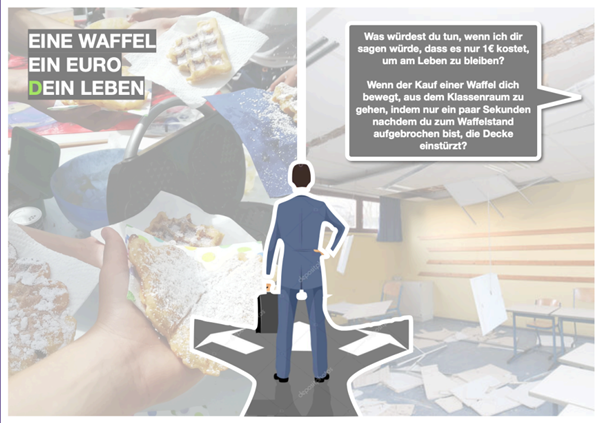 EINE WAFFEL
EIN EURO
DEIN LEBEN
Was würdest du tun, wenn ich dir
sagen würde, dass es nur 1€ kostet,
um am Leben zu bleiben?
Wenn der Kauf einer Waffel dich
bewegt, aus dem Klassenraum zu
gehen, indem nur ein paar Sekunden
nachdem du zum Waffelstand
aufgebrochen bist, die Decke
einstürzt?